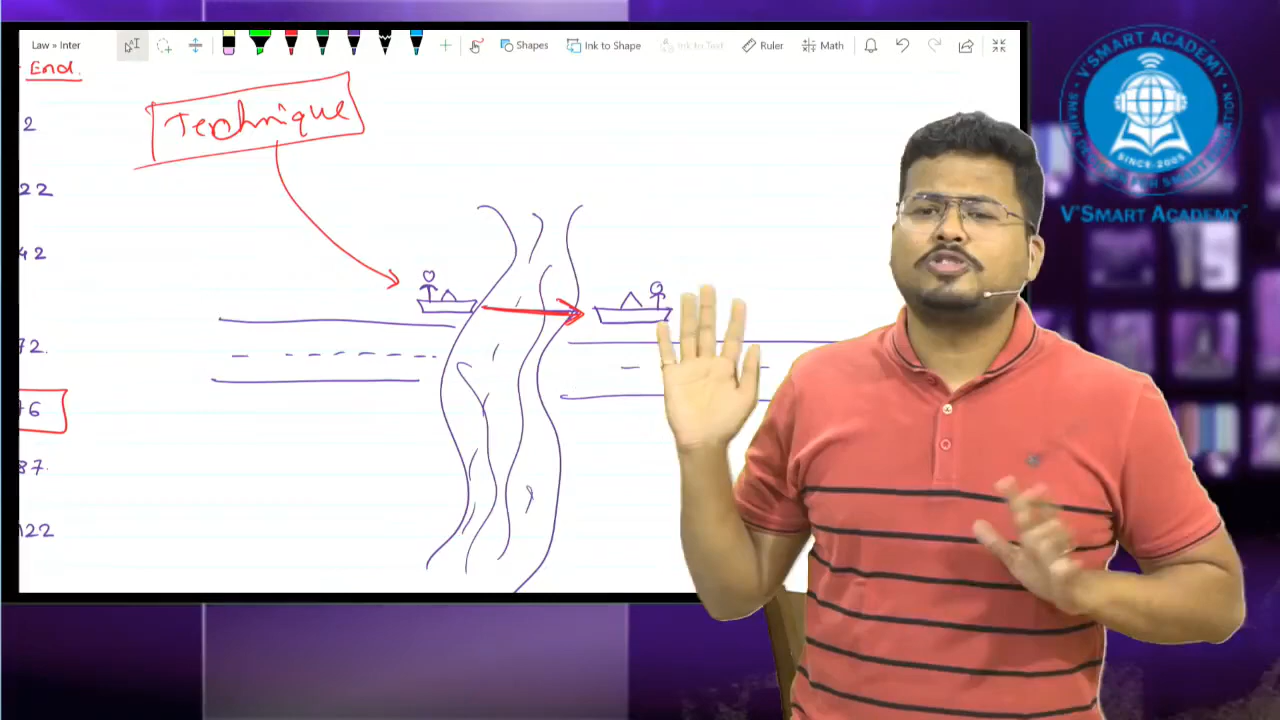 Law » Inter
Shapes
Ink to Shape
Ink to Text
Ruler
Math
End.
Technique
2
22
42
72.
76
87.
122
V'SMART ACADEMY
SINCE-2005
V'SMART ACADEMY